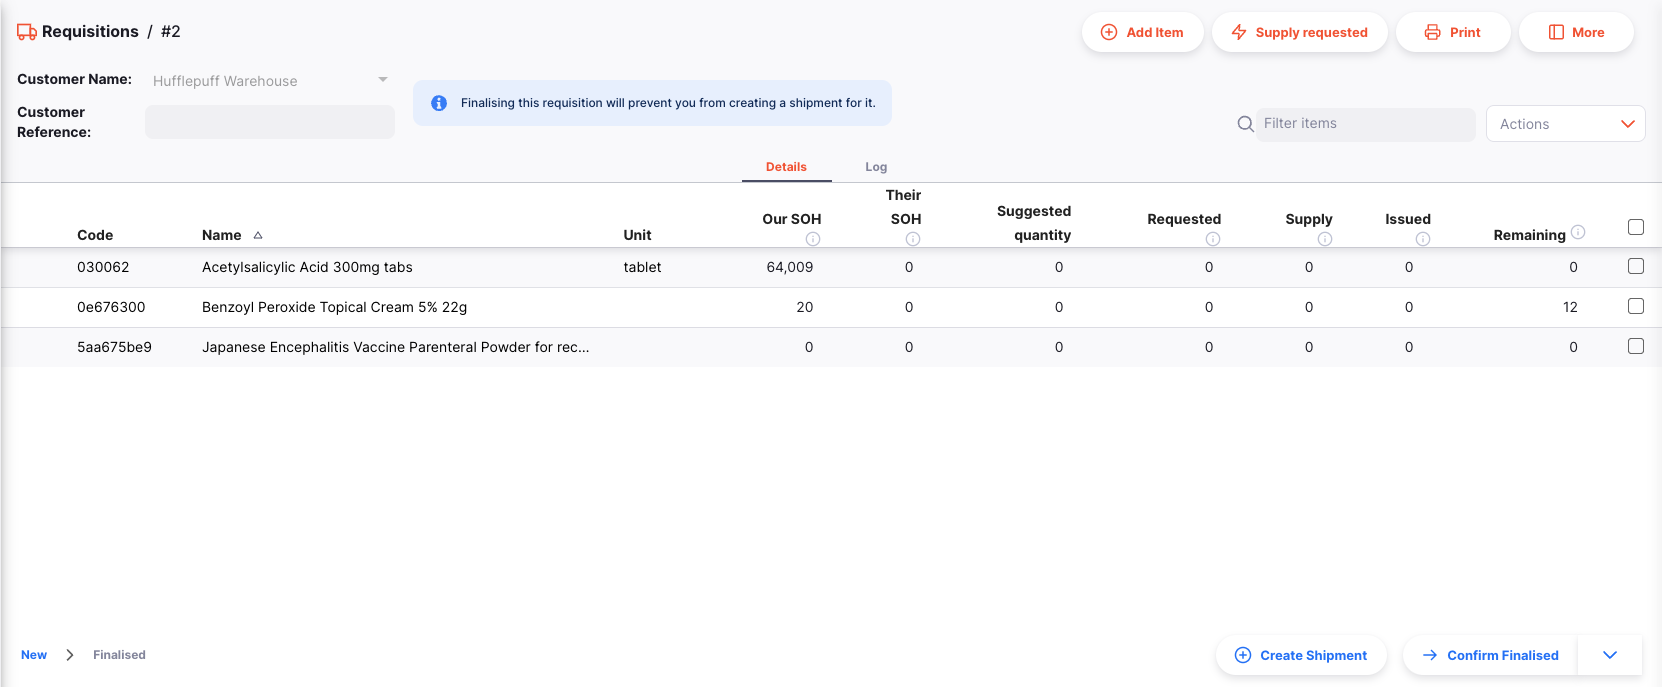 Requisitions / #2
Add Item
Supply requested
Print
More
Customer Name:
Hufflepuff Warehouse
Customer
Reference:
Finalising this requisition will prevent you from creating a shipment for it.
Filter items
Actions
Details
Log
Code
Name
Unit
Our SOH
Their
SOH
Suggested
quantity
Requested
Supply
Issued
Remaining
030062 Acetylsalicylic Acid 300mg tabs tablet 64,009 0 0 0 0 0 0
0e676300 Benzoyl Peroxide Topical Cream 5% 22g 20 0 0 0 0 0 12
5aa675be9 Japanese Encephalitis Vaccine Parenteral Powder for rec... 0 0 0 0 0 0 0
New
Finalised
Create Shipment
Confirm Finalised